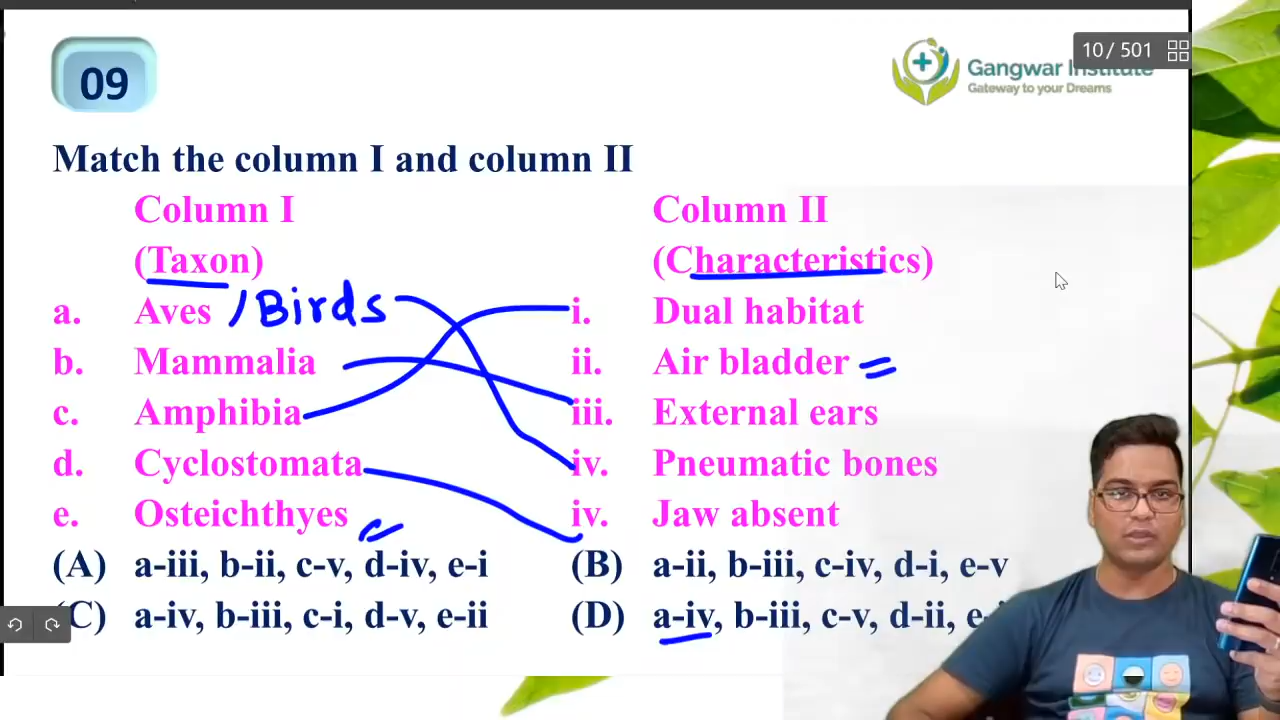 10 / 501
09
Gangwar Institute
Gateway to your Dreams
Match the column I and column II
Column I Column II
(Taxon) (Characteristics)
a. Aves / Birds i. Dual habitat
b. Mammalia ii. Air bladder
c. Amphibia iii. External ears
d. Cyclostomata iv. Pneumatic bones
e. Osteichthyes iv. Jaw absent
(A) a-iii, b-ii, c-v, d-iv, e-i (B) a-ii, b-iii, c-iv, d-i, e-v
C) a-iv, b-iii, c-i, d-v, e-ii (D) a-iv, b-iii, c-v, d-ii, e-